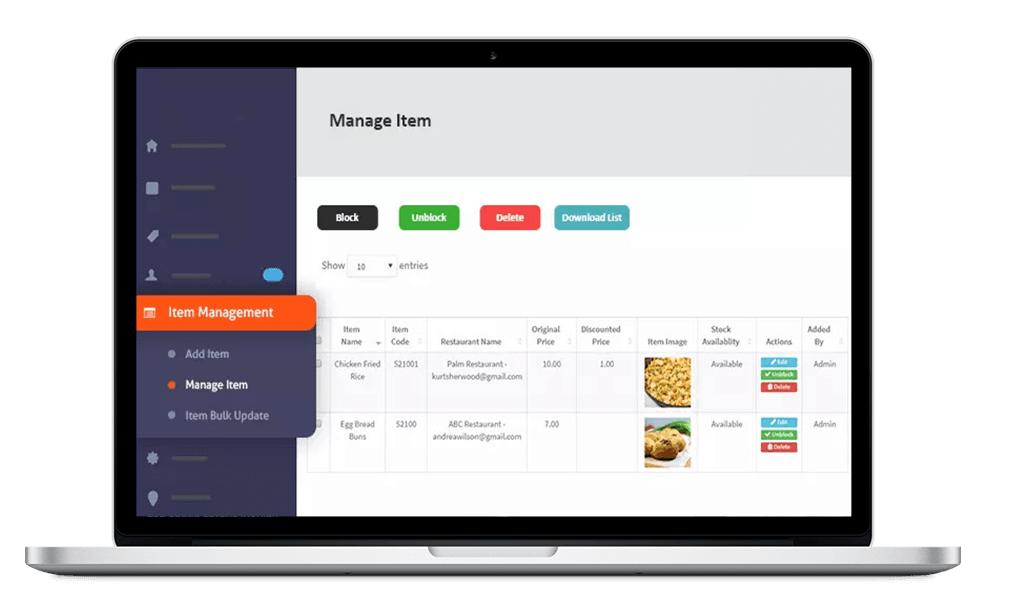 Manage Item
Block
Unblock
Delete
Download List
Show 10 entries
Item Management
Add Item
Manage Item
Item Bulk Update
Item Name
Item Code
Restaurant Name
Original Price
Discounted Price
Item Image
Stock Availablity
Actions
Added By
Chicken Fried
Rice
S21001
Palm Restaurant -
kurtsherwood@gmail.com
10.00
1.00
Available
Edit
Unblock
Delete
Admin
Egg Bread
Buns
S2100
ABC Restaurant -
andreawilson@gmail.com
7.00
Available
Edit
Unblock
Delete
Admin